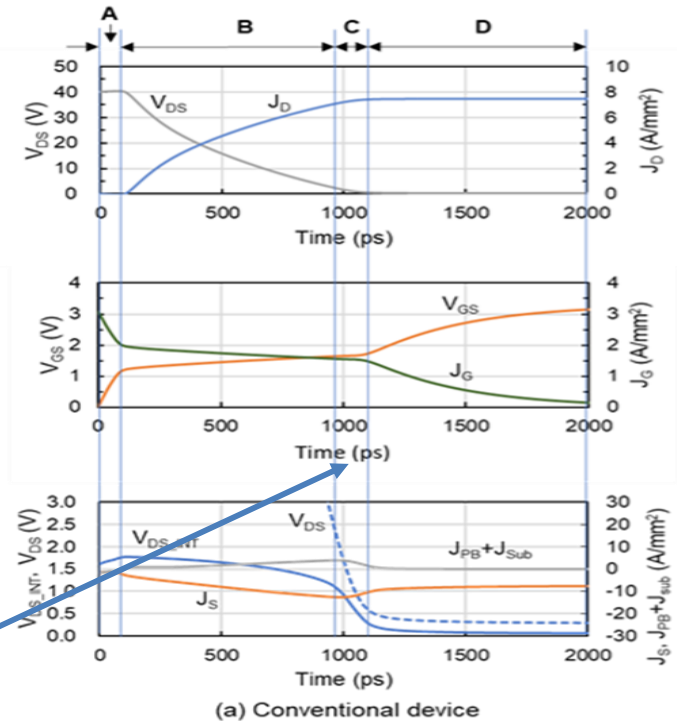 A
B C D
50 10
40 8
30 6
20 4
10 2
0 0
V_DS (V)
V_DS
J_D
J_D (A/mm²)
0 500 1000 1500 2000
Time (ps)
4 4
3 3
2 2
1 1
0 0
V_GS (V)
V_GS
J_G
J_G (A/mm²)
0 500 1000 1500 2000
Time (ps)
3.0 30
2.5 20
2.0 10
1.5 0
1.0 -10
0.5 -20
0.0 -30
V_DS_INT, V_DS (V)
V_DS
V_DS_INT
J_PB+J_Sub
J_S
J_S, J_PB+J_sub (A/mm²)
0 500 1000 1500 2000
Time (ps)
(a) Conventional device